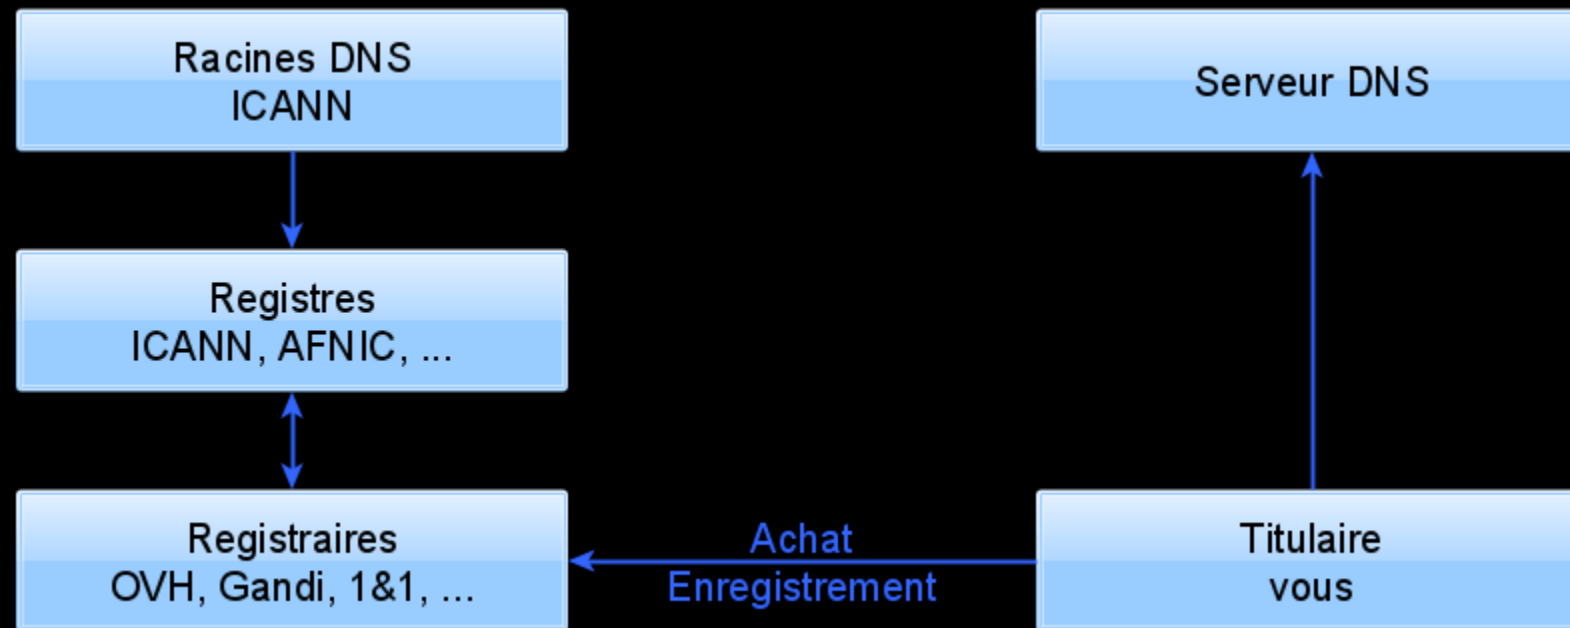 Racines DNS
ICANN
Serveur DNS
Registres
ICANN, AFNIC, ...
Registraires
OVH, Gandi, 1&1, ...
Achat
Enregistrement
Titulaire
vous